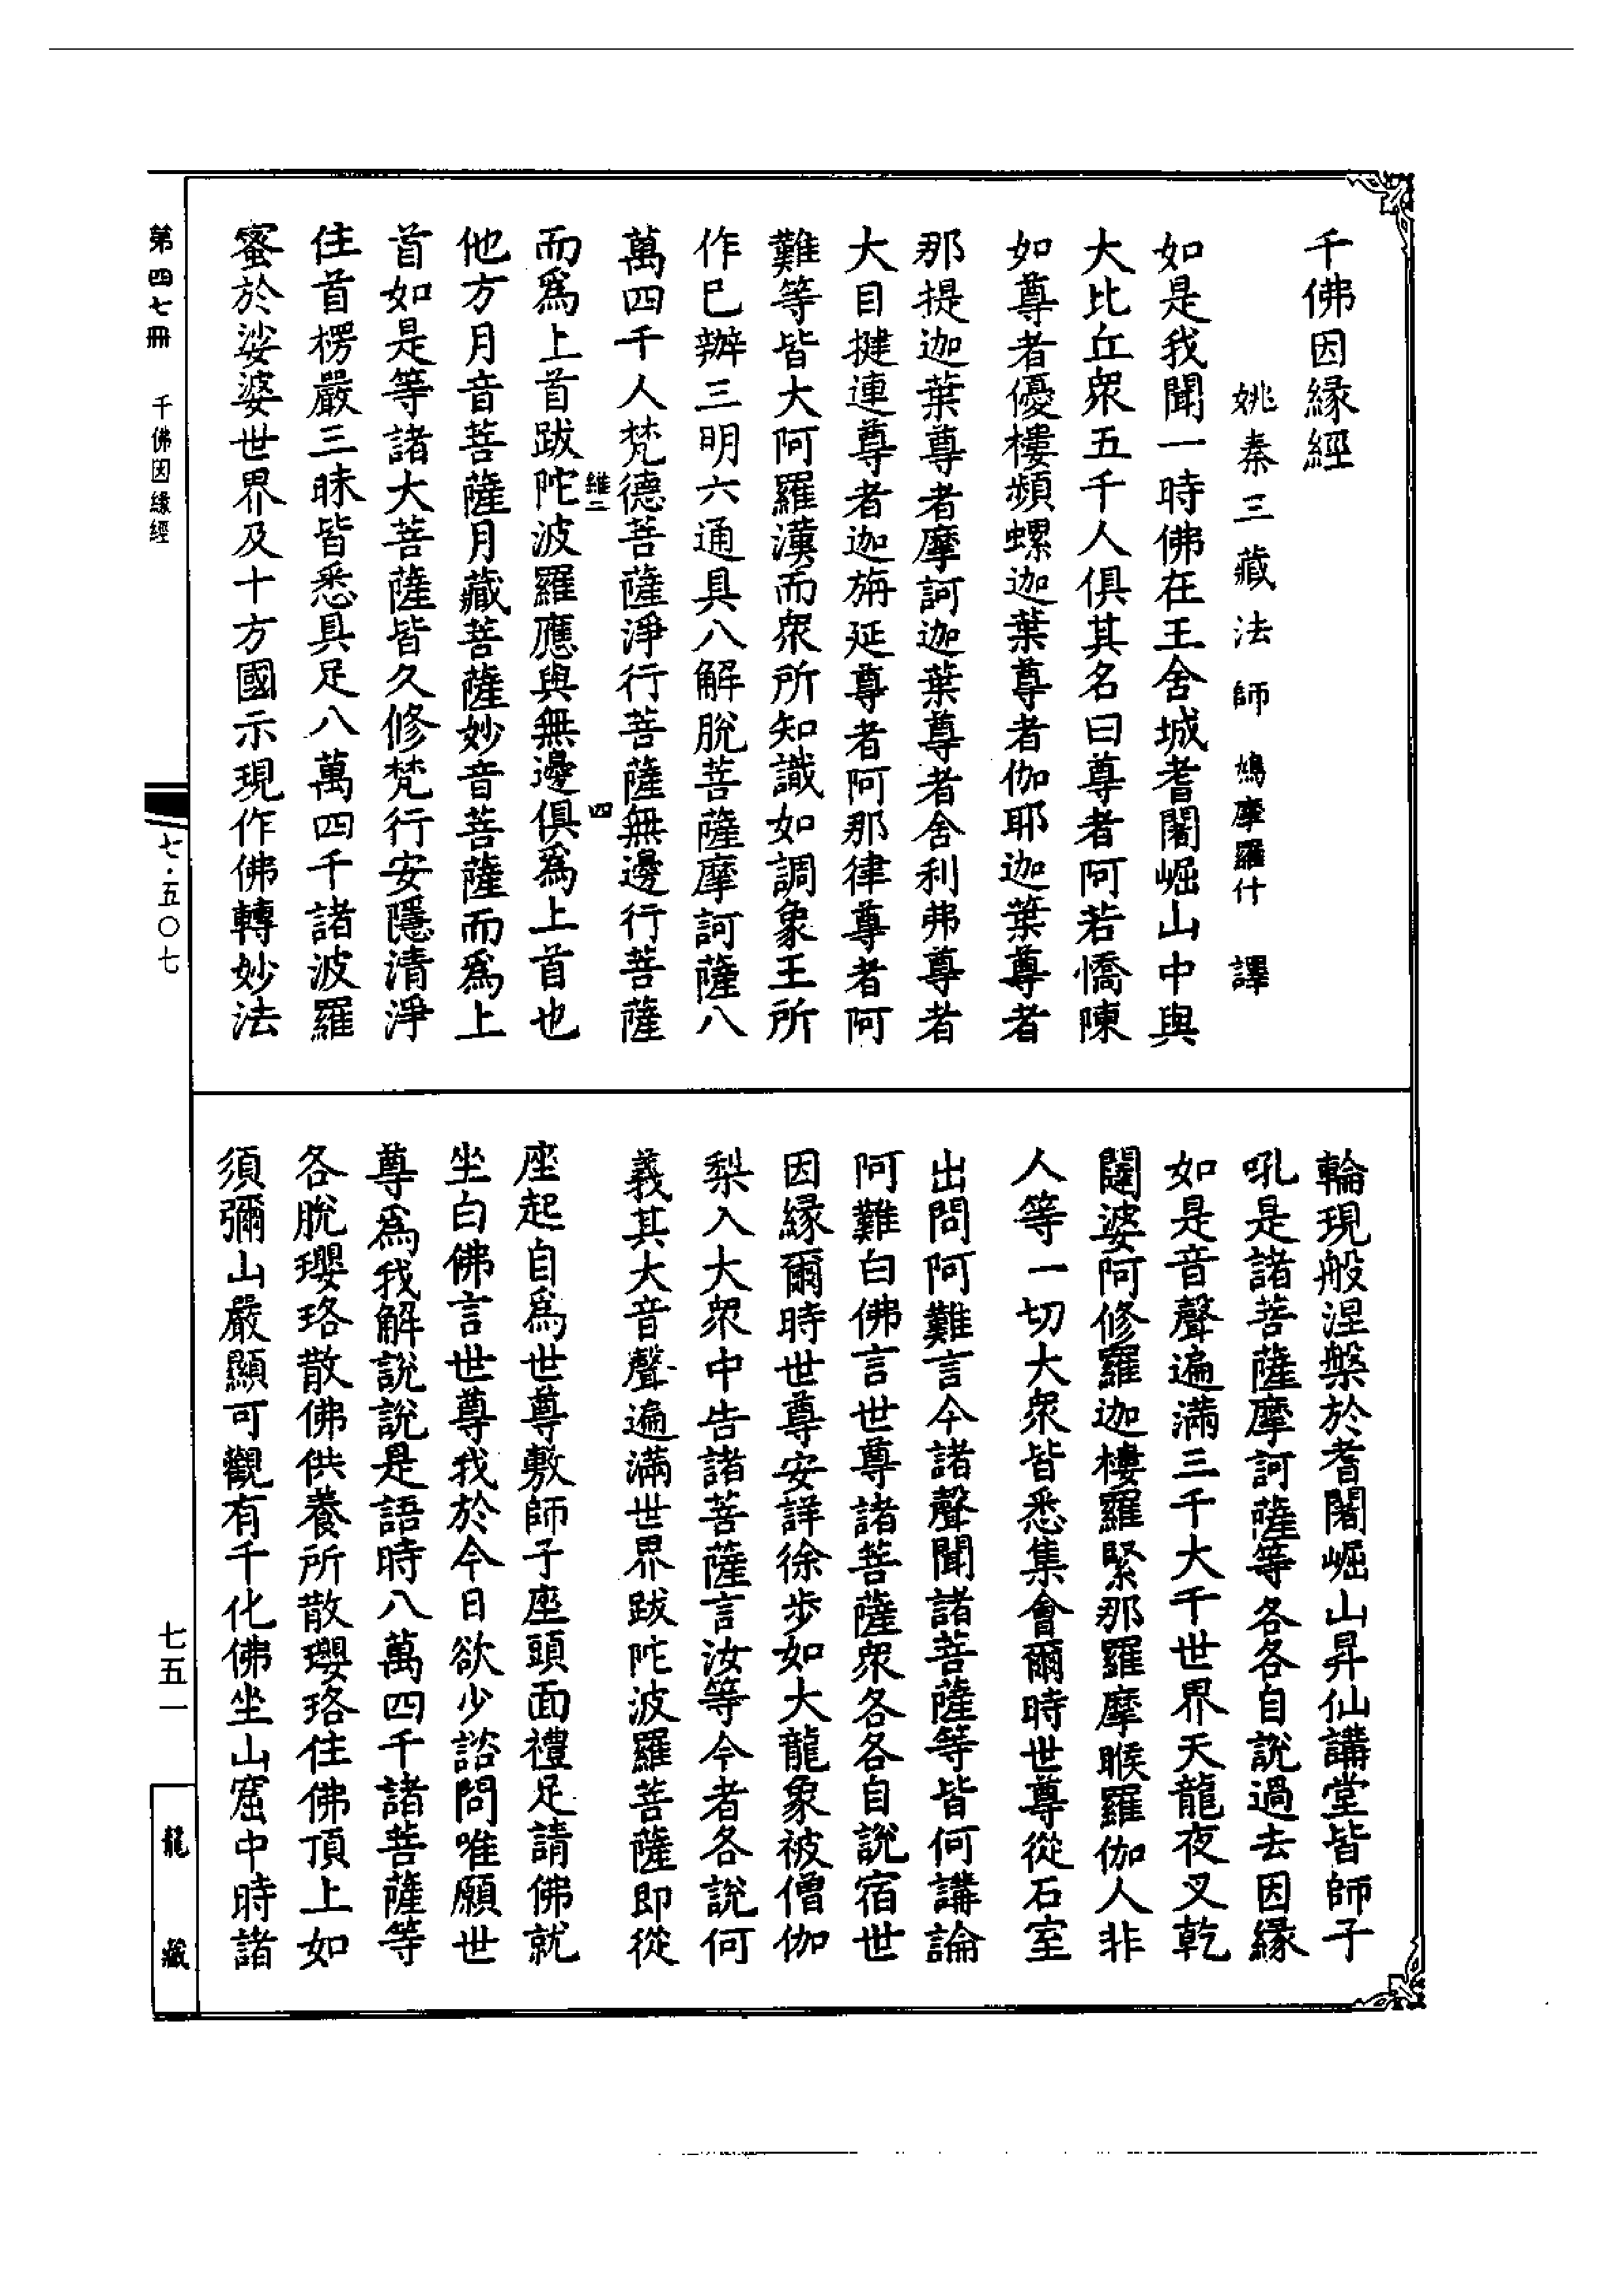 千佛因緣經
姚秦三藏法師 鳩摩羅什 譯
如是我聞一時佛在王舍城耆闍崛山中與
大比丘衆五千人俱其名曰尊者阿若憍陳
如尊者優樓頻螺迦葉尊者伽耶迦葉尊者
那提迦葉尊者摩訶迦葉尊者舍利弗尊者
大目揵連尊者迦旃延尊者阿那律尊者阿
難等皆大阿羅漢而衆所知識如調象王所
作已辦三明六通具八解脫菩薩摩訶薩八
萬四千人梵德菩薩淨行菩薩無邊行菩薩
維三 四
而爲上首跋陀波羅應與無邊俱爲上首也
他方月音菩薩月藏菩薩妙音菩薩而爲上
首如是等諸大菩薩皆久修梵行安隱清淨
住首楞嚴三昧皆悉具足八萬四千諸波羅
蜜於娑婆世界及十方國示現作佛轉妙法
輪現般涅槃於耆闍崛山昇仙講堂皆師子
吼是諸菩薩摩訶薩等各各自說過去因緣
如是音聲遍滿三千大千世界天龍夜叉乾
闥婆阿修羅迦樓羅緊那羅摩睺羅伽人非
人等一切大衆皆悉集會爾時世尊從石室
出問阿難言今諸聲聞諸菩薩等皆何講論
阿難白佛言世尊諸菩薩衆各各自說宿世
因緣爾時世尊安詳徐步如大龍象被僧伽
梨入大衆中告諸菩薩言汝等今者各說何
義其大音聲遍滿世界跋陀波羅菩薩即從
座起自爲世尊敷師子座頭面禮足請佛就
坐白佛言世尊我於今日欲少諮問唯願世
尊爲我解說說是語時八萬四千諸菩薩等
各脫瓔珞散佛供養所散瓔珞住佛頂上如
須彌山嚴顯可觀有千化佛坐山窟中時諸
第四七冊 千佛因緣經
七·五〇七
七五一
龍藏